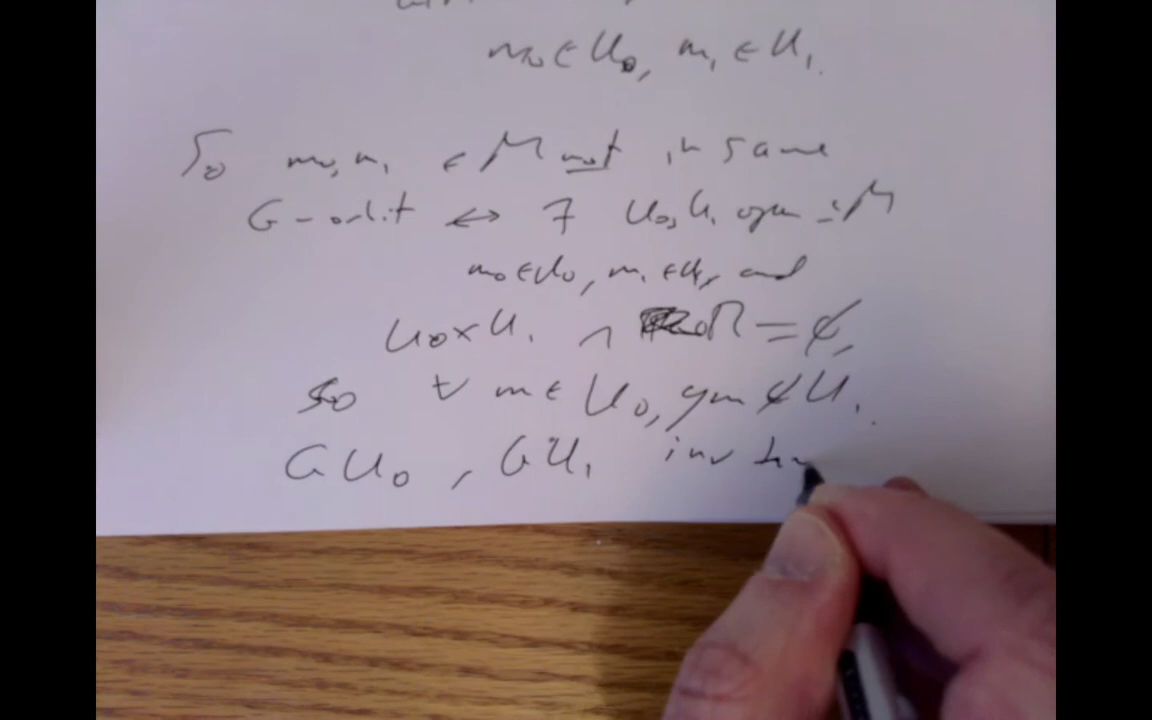 m₀ ∈ U₀, m₁ ∈ U₁.
So m₀, m₁ ∈ M not in same
G-orbit ↔ ∃ U₀, U₁ open ⊆ M
m₀ ∈ U₀, m₁ ∈ U₁, and
U₀ × U₁ ∩ R = ∅,
so ∀ m ∈ U₀, gm ∉ U₁.
GU₀, GU₁ inv